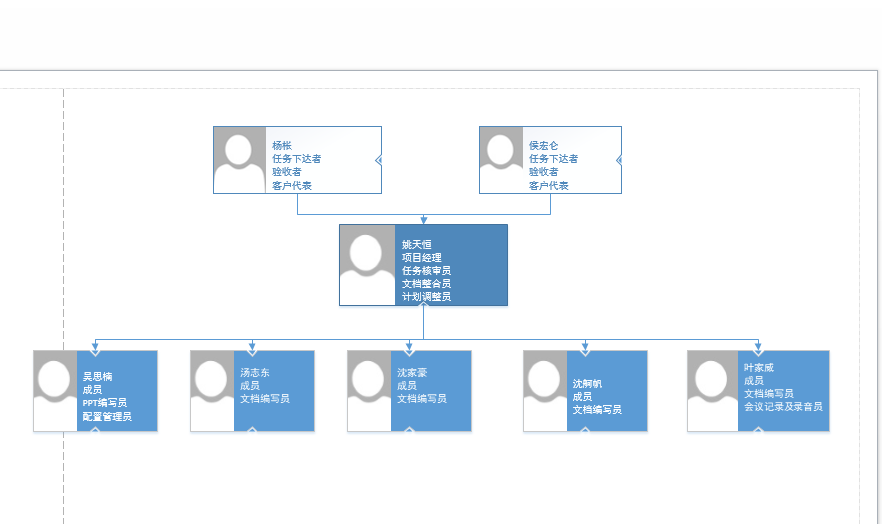 杨枨
任务下达者
验收者
客户代表
侯宏仑
任务下达者
验收者
客户代表
姚天恒
项目经理
任务核审员
文档整合员
计划调整员
吴思楠
成员
PPT编写员
配置管理员
汤志东
成员
文档编写员
沈家豪
成员
文档编写员
沈舸帆
成员
文档编写员
叶家威
成员
文档编写员
会议记录及录音员